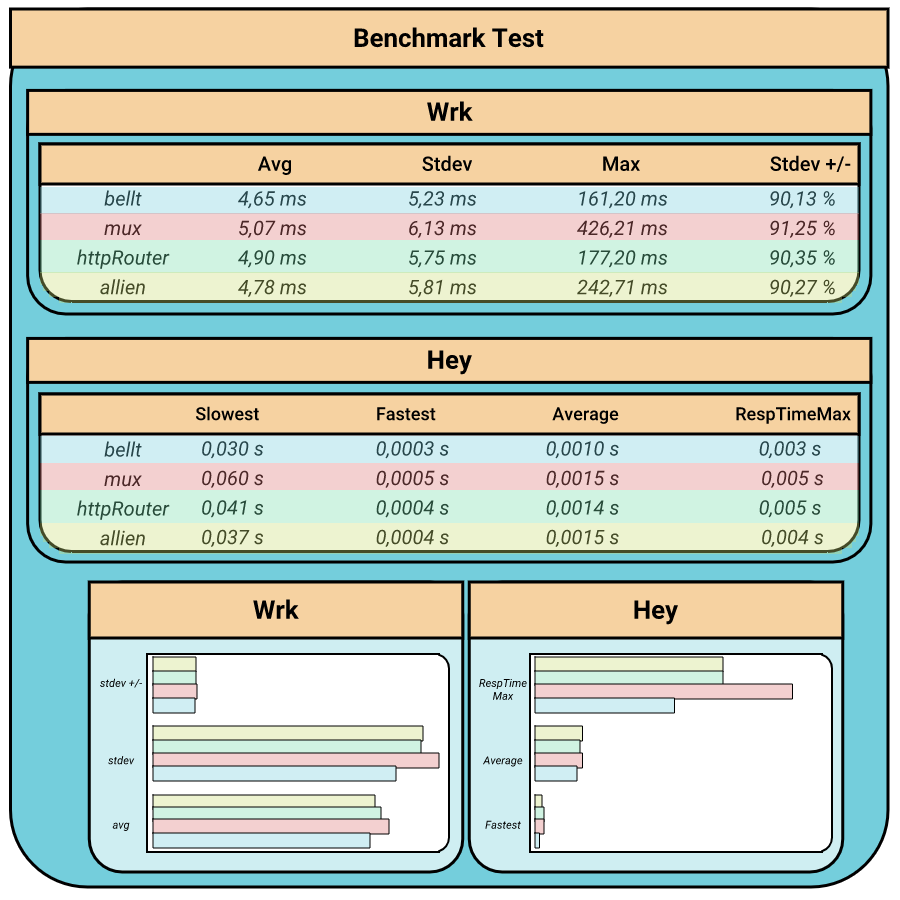 Benchmark Test
Wrk
Avg Stdev Max Stdev +/-
bellt 4,65 ms 5,23 ms 161,20 ms 90,13 %
mux 5,07 ms 6,13 ms 426,21 ms 91,25 %
httpRouter 4,90 ms 5,75 ms 177,20 ms 90,35 %
allien 4,78 ms 5,81 ms 242,71 ms 90,27 %
Hey
Slowest Fastest Average RespTimeMax
bellt 0,030 s 0,0003 s 0,0010 s 0,003 s
mux 0,060 s 0,0005 s 0,0015 s 0,005 s
httpRouter 0,041 s 0,0004 s 0,0014 s 0,005 s
allien 0,037 s 0,0004 s 0,0015 s 0,004 s
Wrk
stdev +/-
stdev
avg
Hey
RespTime
Max
Average
Fastest